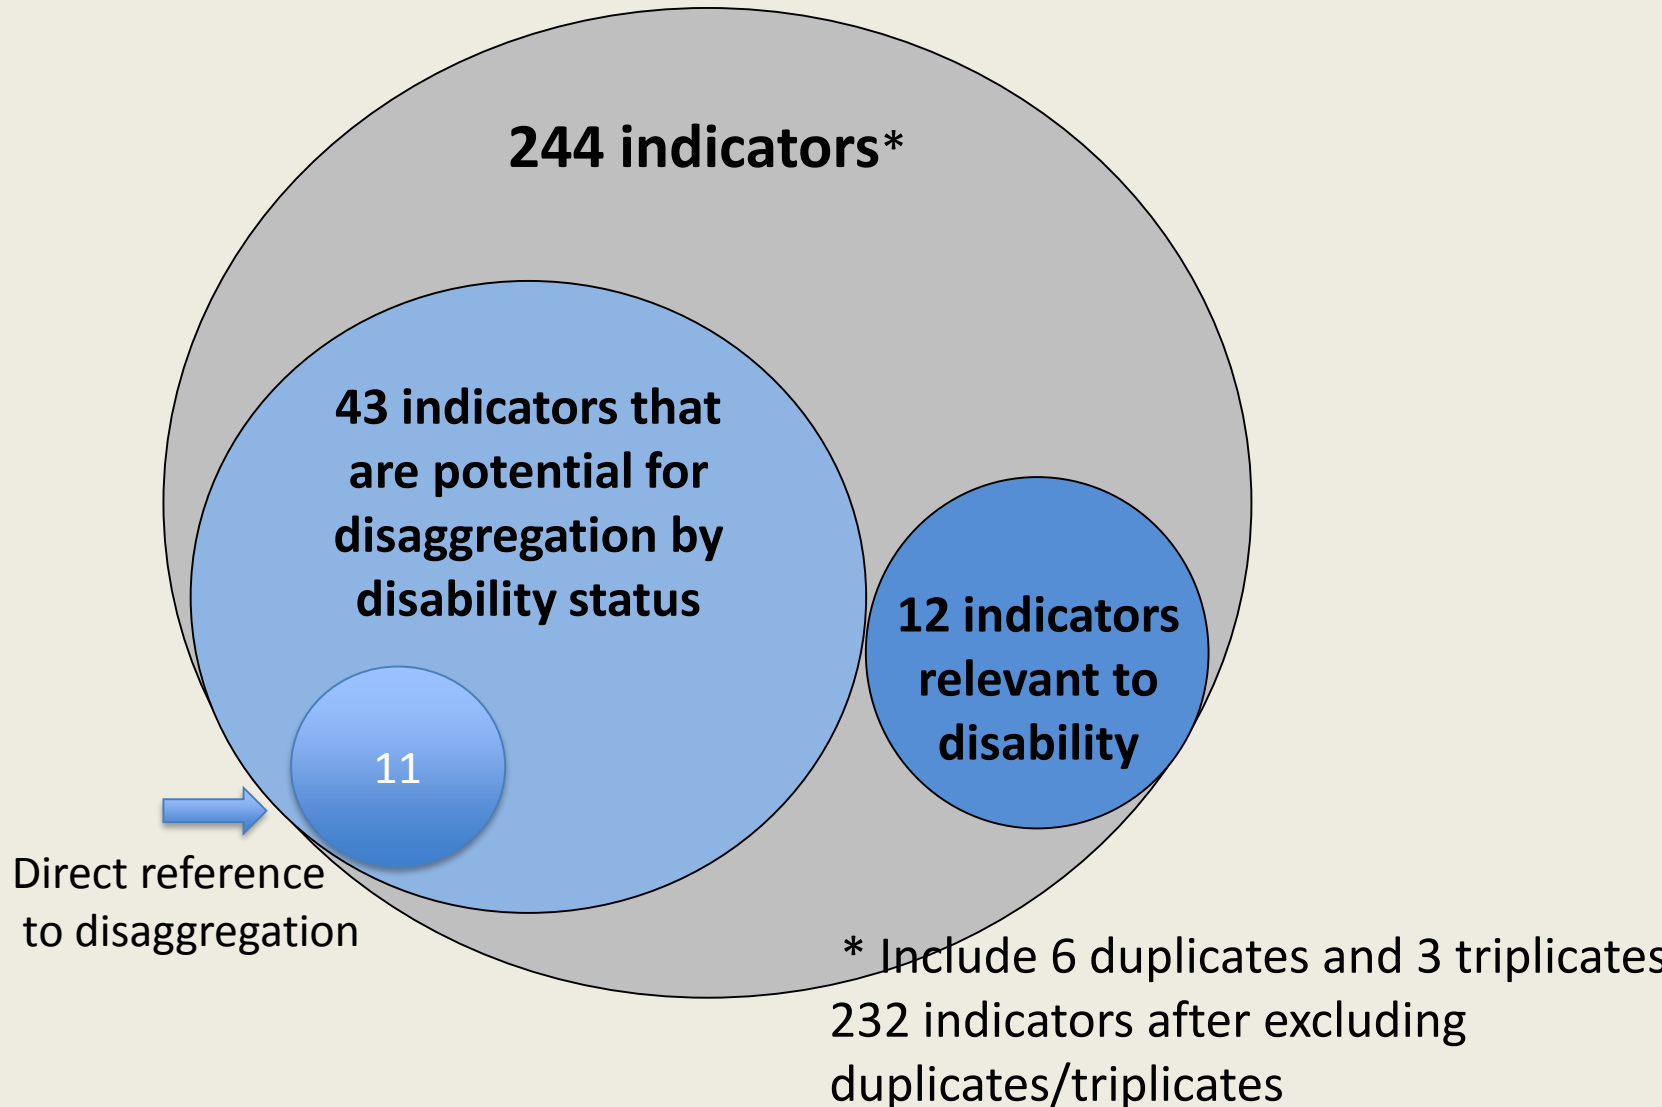 244 indicators*
43 indicators that
are potential for
disaggregation by
disability status
12 indicators
relevant to
disability
11
Direct reference
to disaggregation
* Include 6 duplicates and 3 triplicates
232 indicators after excluding
duplicates/triplicates